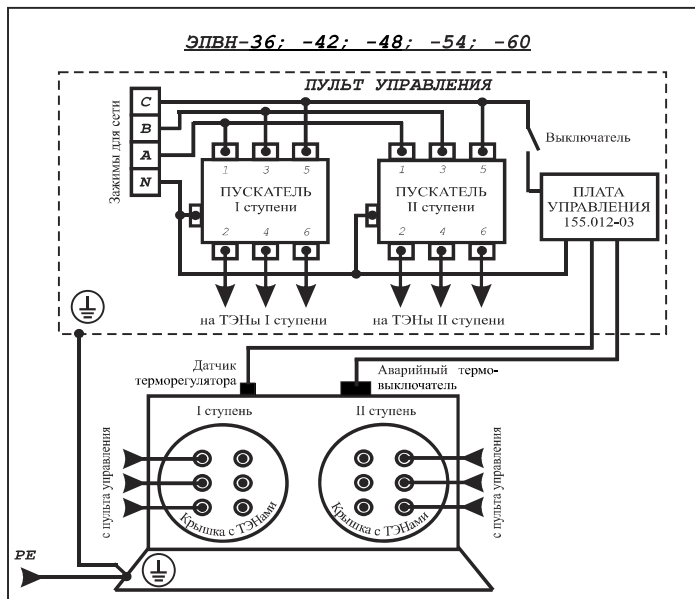 ЭПВН-36; -42; -48; -54; -60
ПУЛЬТ УПРАВЛЕНИЯ
Зажимы для сети
C
B
A
N
1 3 5
ПУСКАТЕЛЬ
I ступени
2 4 6
1 3 5
ПУСКАТЕЛЬ
II ступени
2 4 6
Выключатель
ПЛАТА
УПРАВЛЕНИЯ
155.012-03
на ТЭНы I ступени
на ТЭНы II ступени
Датчик
терморегулятора
Аварийный термо-
выключатель
I ступень
II ступень
с пульта управления
с пульта управления
Крышка с ТЭНами
Крышка с ТЭНами
PE